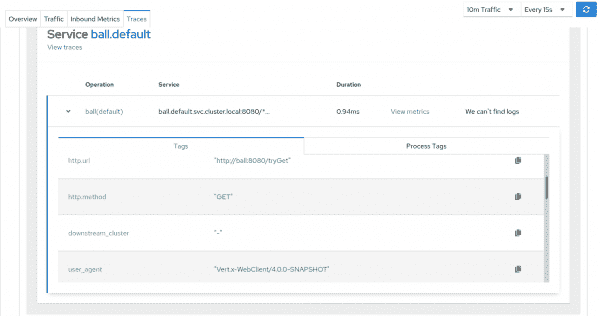 Overview Traffic Inbound Metrics Traces 10m Traffic Every 15s
Service ball.default
View traces
Operation Service Duration
ball(default) ball.default.svc.cluster.local:8080/*... 0.94ms View metrics We can't find logs
Tags Process Tags
http.url "http://ball:8080/tryGet"
http.method "GET"
downstream_cluster "-"
user_agent "Vert.x-WebClient/4.0.0-SNAPSHOT"